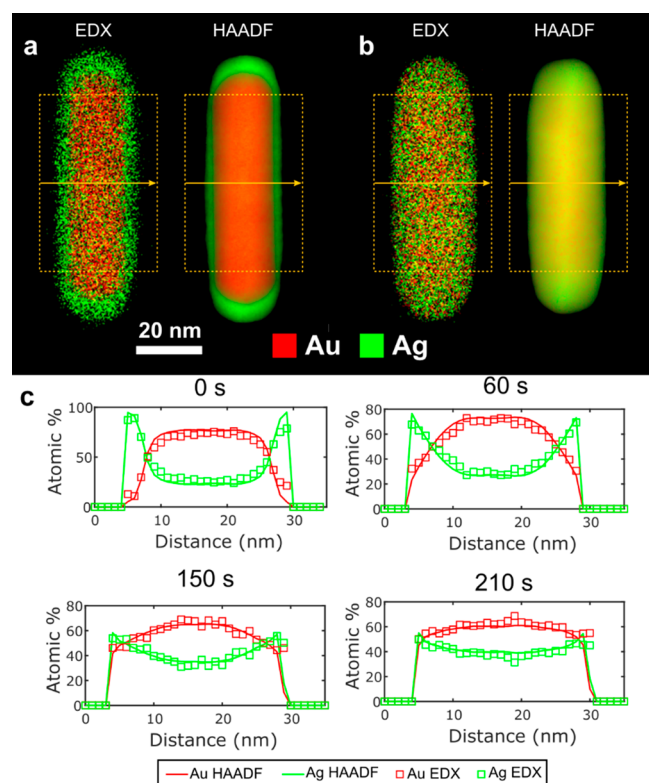 EDX HAADF EDX HAADF
a b
20 nm
Au Ag
c
0 s
100
50
0
Atomic %
0 10 20 30
Distance (nm)
60 s
80
60
40
20
0
Atomic %
0 10 20 30
Distance (nm)
150 s
80
60
40
20
0
Atomic %
0 10 20 30
Distance (nm)
210 s
80
60
40
20
0
Atomic %
0 10 20 30
Distance (nm)
Au HAADF Ag HAADF Au EDX Ag EDX